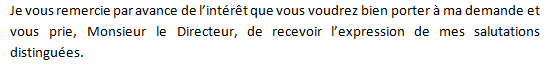 Je vous remercie par avance de l’intérêt que vous voudrez bien porter à ma demande et
vous prie, Monsieur le Directeur, de recevoir l’expression de mes salutations
distinguées.